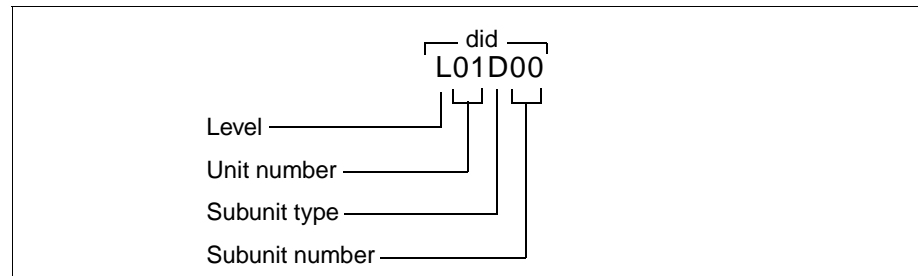 did
L01D00
Level
Unit number
Subunit type
Subunit number